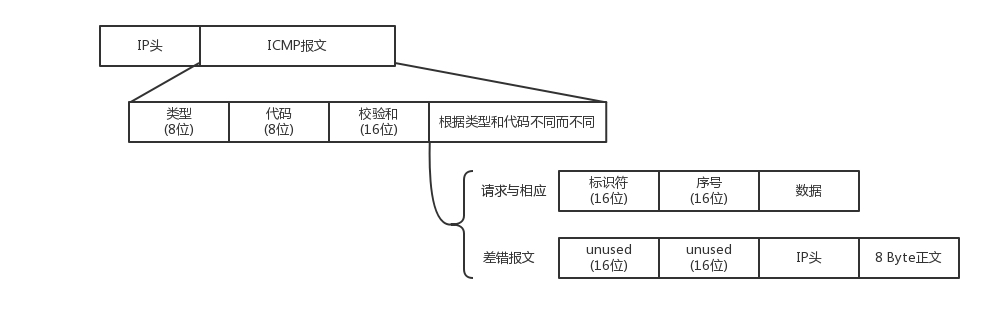 IP头
ICMP报文
类型
(8位)
代码
(8位)
校验和
(16位)
根据类型和代码不同而不同
请求与相应
标识符
(16位)
序号
(16位)
数据
差错报文
unused
(16位)
unused
(16位)
IP头
8 Byte正文